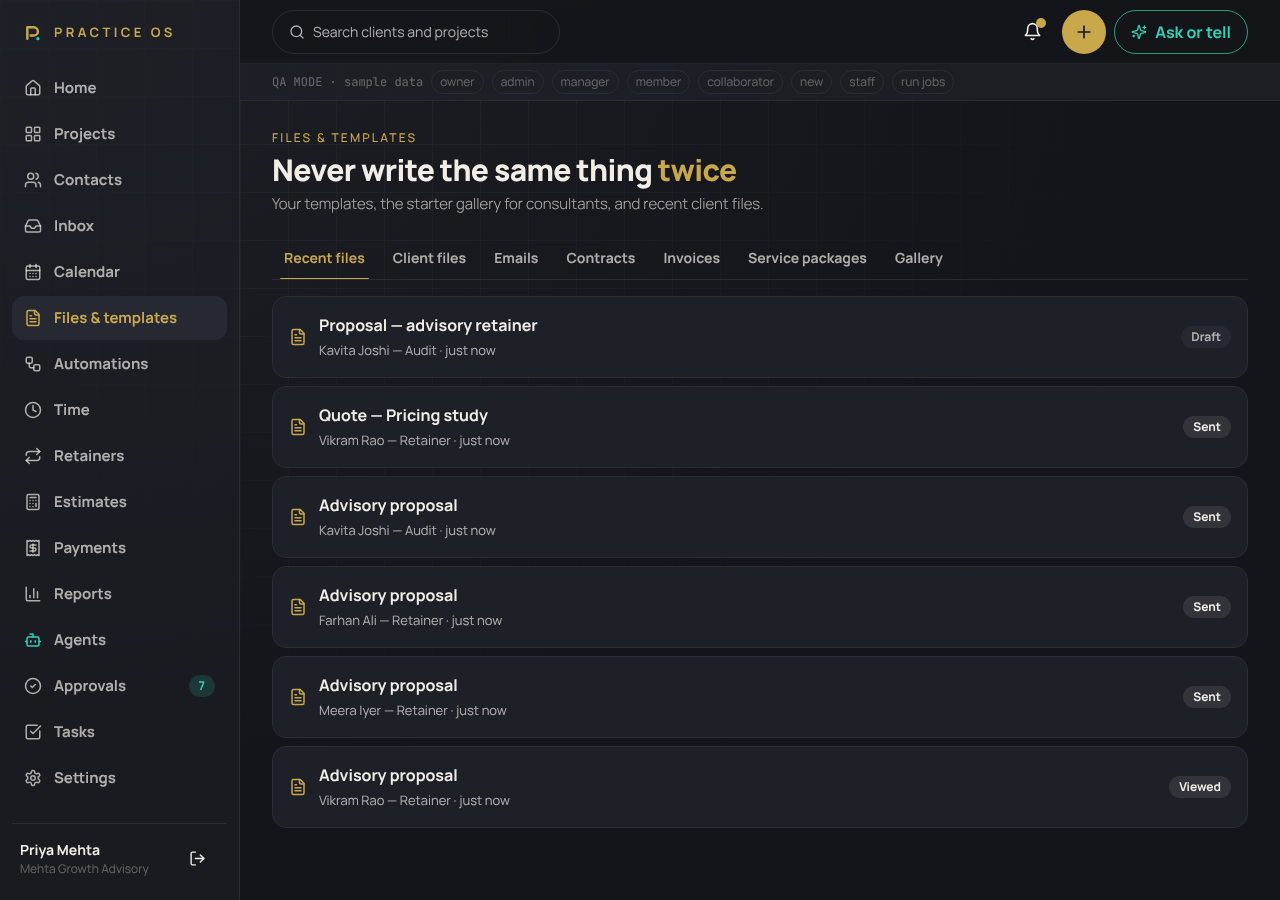 PRACTICE OS
Home
Projects
Contacts
Inbox
Calendar
Files & templates
Automations
Time
Retainers
Estimates
Payments
Reports
Agents
Approvals 7
Tasks
Settings
Priya Mehta
Mehta Growth Advisory
Search clients and projects
Ask or tell
QA MODE · sample data owner admin manager member collaborator new staff run jobs
FILES & TEMPLATES
Never write the same thing twice
Your templates, the starter gallery for consultants, and recent client files.
Recent files Client files Emails Contracts Invoices Service packages Gallery
Proposal — advisory retainer
Kavita Joshi — Audit · just now
Draft
Quote — Pricing study
Vikram Rao — Retainer · just now
Sent
Advisory proposal
Kavita Joshi — Audit · just now
Sent
Advisory proposal
Farhan Ali — Retainer · just now
Sent
Advisory proposal
Meera Iyer — Retainer · just now
Sent
Advisory proposal
Vikram Rao — Retainer · just now
Viewed